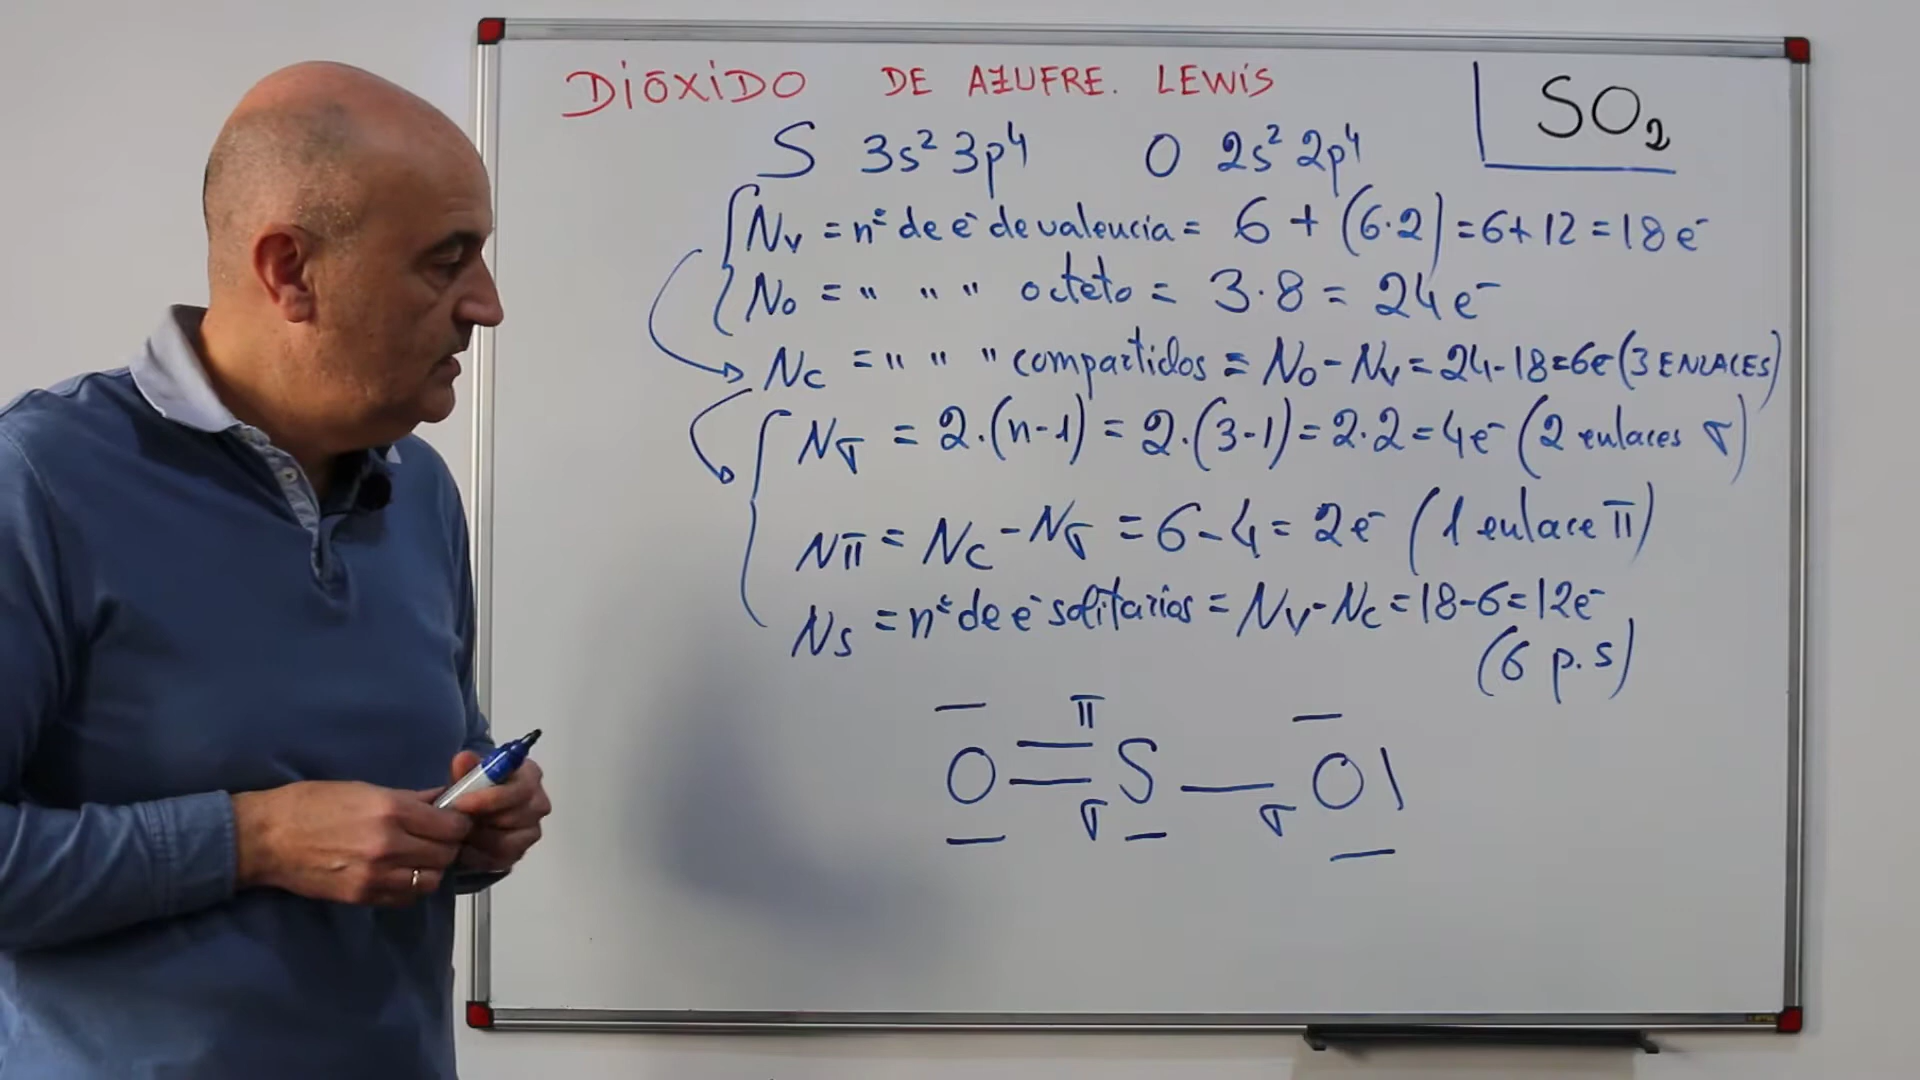 DIÓXIDO DE AZUFRE. LEWIS
SO₂
S 3s² 3p⁴ O 2s² 2p⁴
Nv = nº de e⁻ de valencia = 6 + (6·2) = 6+12 = 18 e⁻
No = " " " octeto = 3·8 = 24 e⁻
Nc = " " " compartidos = No - Nv = 24-18=6e⁻ (3 ENLACES)
Nσ = 2·(n-1) = 2·(3-1) = 2·2 = 4e⁻ (2 enlaces σ)
Nπ = Nc - Nσ = 6-4 = 2e⁻ (1 enlace π)
Ns = nº de e⁻ solitarios = Nv - Nc = 18-6=12e⁻
(6 p.s)
π
O = S — O
σ σ